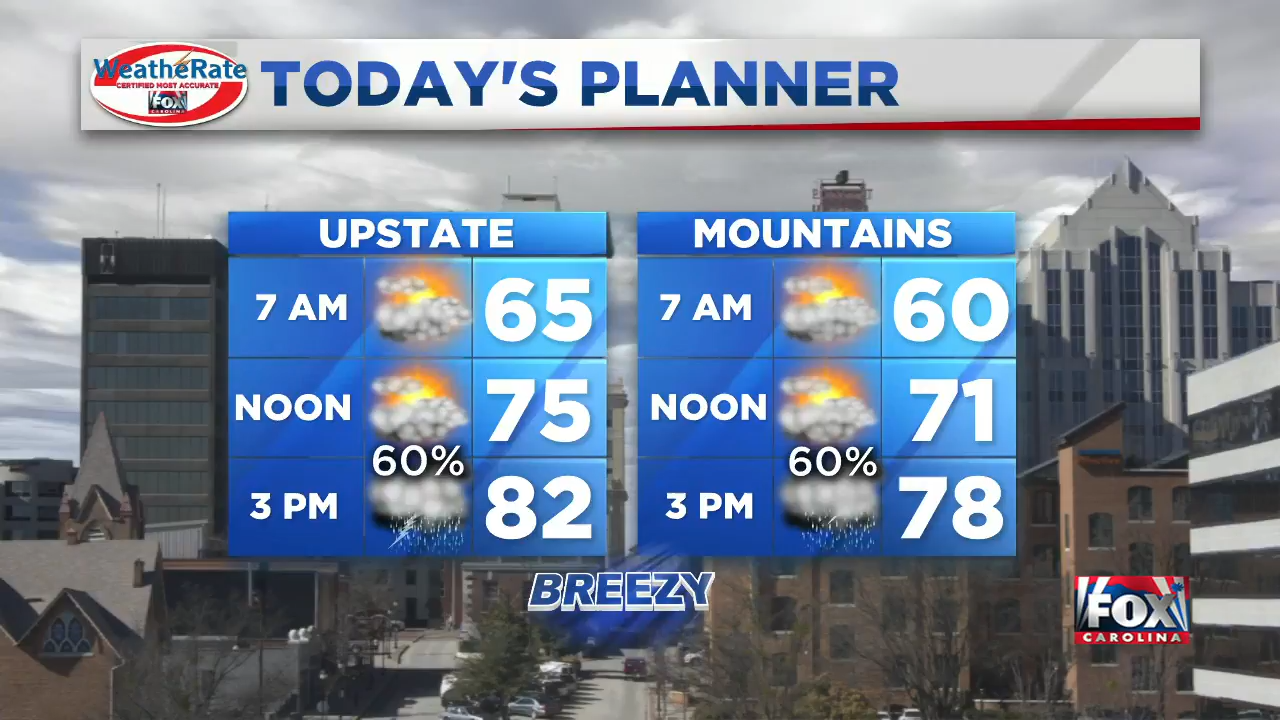 WeatheRate
CERTIFIED MOST ACCURATE
FOX
CAROLINA
TODAY'S PLANNER
UPSTATE
7 AM 65
NOON 75
60%
3 PM 82
MOUNTAINS
7 AM 60
NOON 71
60%
3 PM 78
BREEZY
FOX
CAROLINA